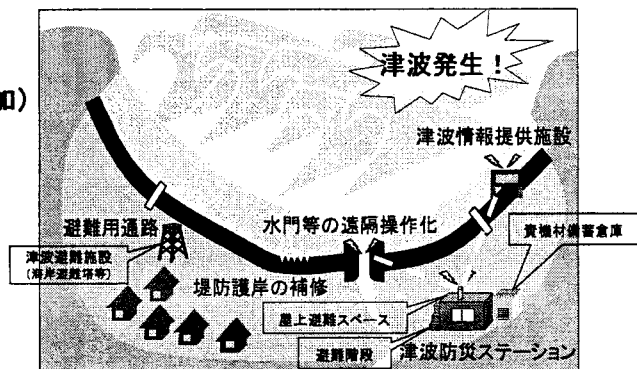 加)
津波発生!
津波情報提供施設
避難用通路
水門等の遠隔操作化
資機材備蓄倉庫
津波避難施設
(海岸避難塔等)
堤防護岸の補修
屋上避難スペース
避難階段
津波防災ステーション